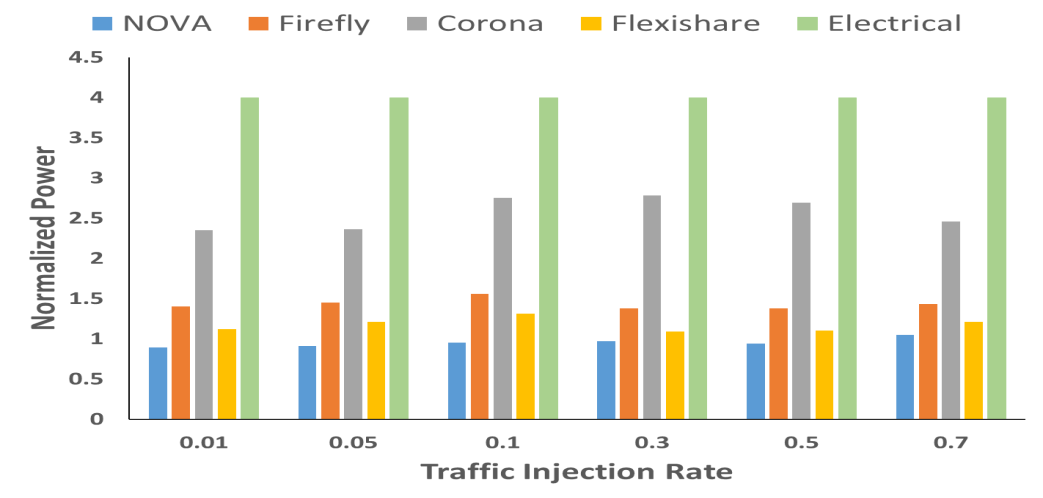 NOVA Firefly Corona Flexishare Electrical
4.5
4
3.5
3
2.5
2
1.5
1
0.5
0
Normalized Power
0.01 0.05 0.1 0.3 0.5 0.7
Traffic Injection Rate